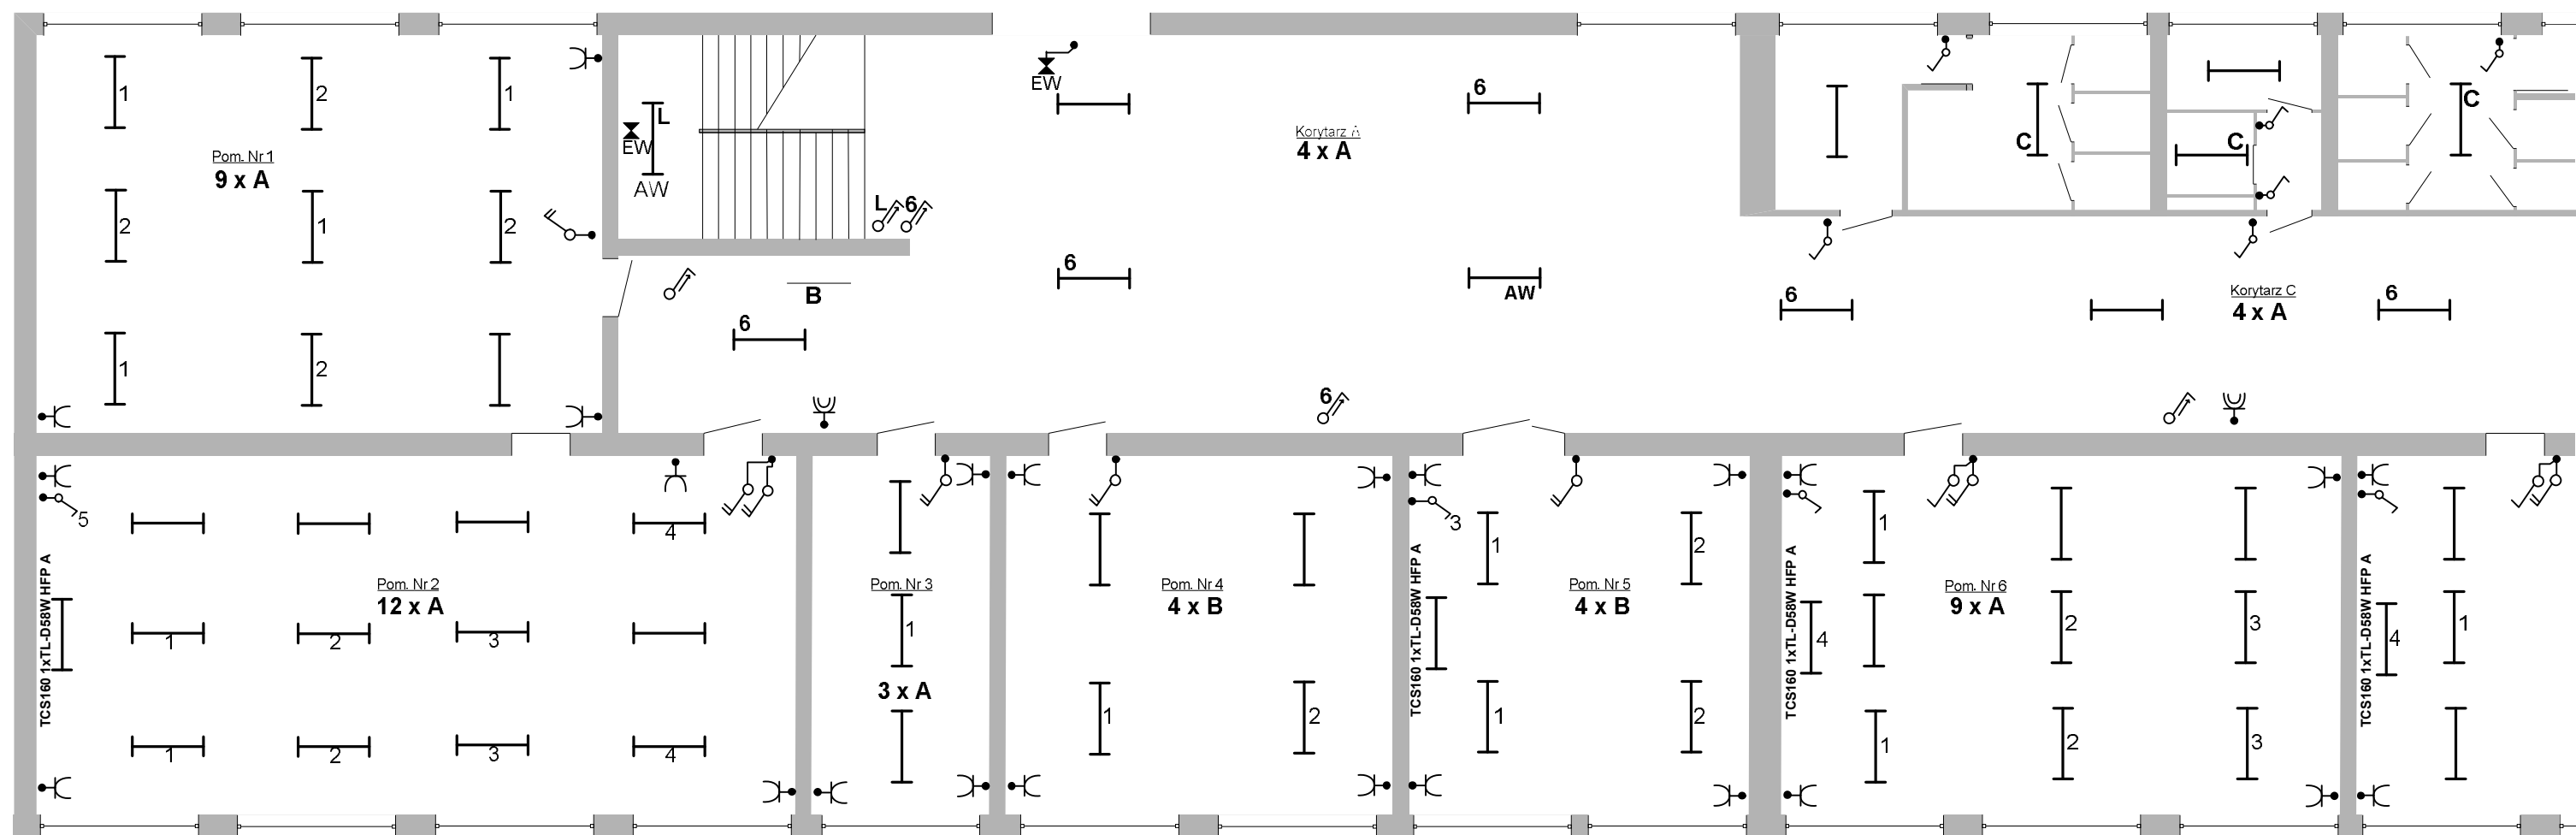 1
2
1
EW
L
EW
AW
6
C
C
C
C
Korytarz A
4 x A
Pom. Nr 1
9 x A
2
1
2
L
6
6
AW
B
6
Korytarz C
4 x A
6
6
1
2
6
5
4
3
1
2
Pom. Nr 2
12 x A
Pom. Nr 3
Pom. Nr 4
4 x B
Pom. Nr 5
4 x B
Pom. Nr 6
9 x A
TCS160 1xTL-D58W HFP A
TCS160 1xTL-D58W HFP A
TCS160 1xTL-D58W HFP A
TCS160 1xTL-D58W HFP A
1
1
2
3
1
4
2
3
4
1
3 x A
1
2
3
4
1
2
1
2
1
2
3